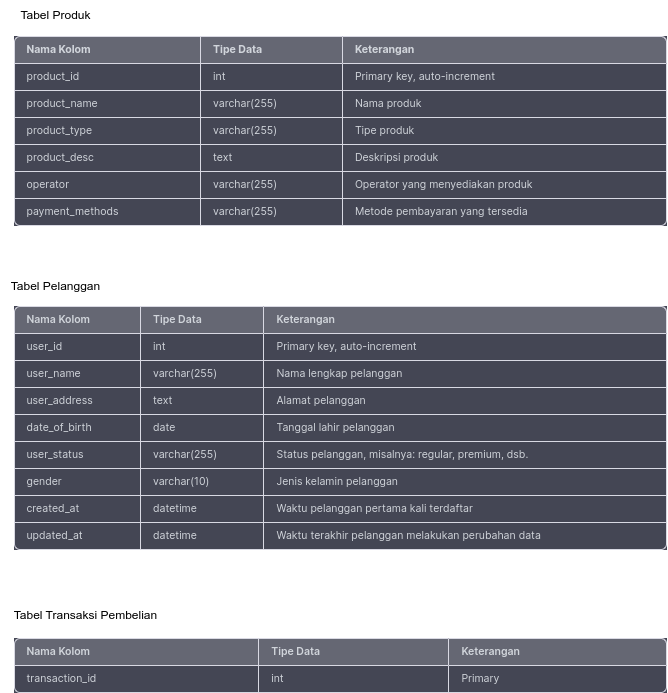 Tabel Produk
Nama Kolom Tipe Data Keterangan
product_id int Primary key, auto-increment
product_name varchar(255) Nama produk
product_type varchar(255) Tipe produk
product_desc text Deskripsi produk
operator varchar(255) Operator yang menyediakan produk
payment_methods varchar(255) Metode pembayaran yang tersedia
Tabel Pelanggan
Nama Kolom Tipe Data Keterangan
user_id int Primary key, auto-increment
user_name varchar(255) Nama lengkap pelanggan
user_address text Alamat pelanggan
date_of_birth date Tanggal lahir pelanggan
user_status varchar(255) Status pelanggan, misalnya: regular, premium, dsb.
gender varchar(10) Jenis kelamin pelanggan
created_at datetime Waktu pelanggan pertama kali terdaftar
updated_at datetime Waktu terakhir pelanggan melakukan perubahan data
Tabel Transaksi Pembelian
Nama Kolom Tipe Data Keterangan
transaction_id int Primary